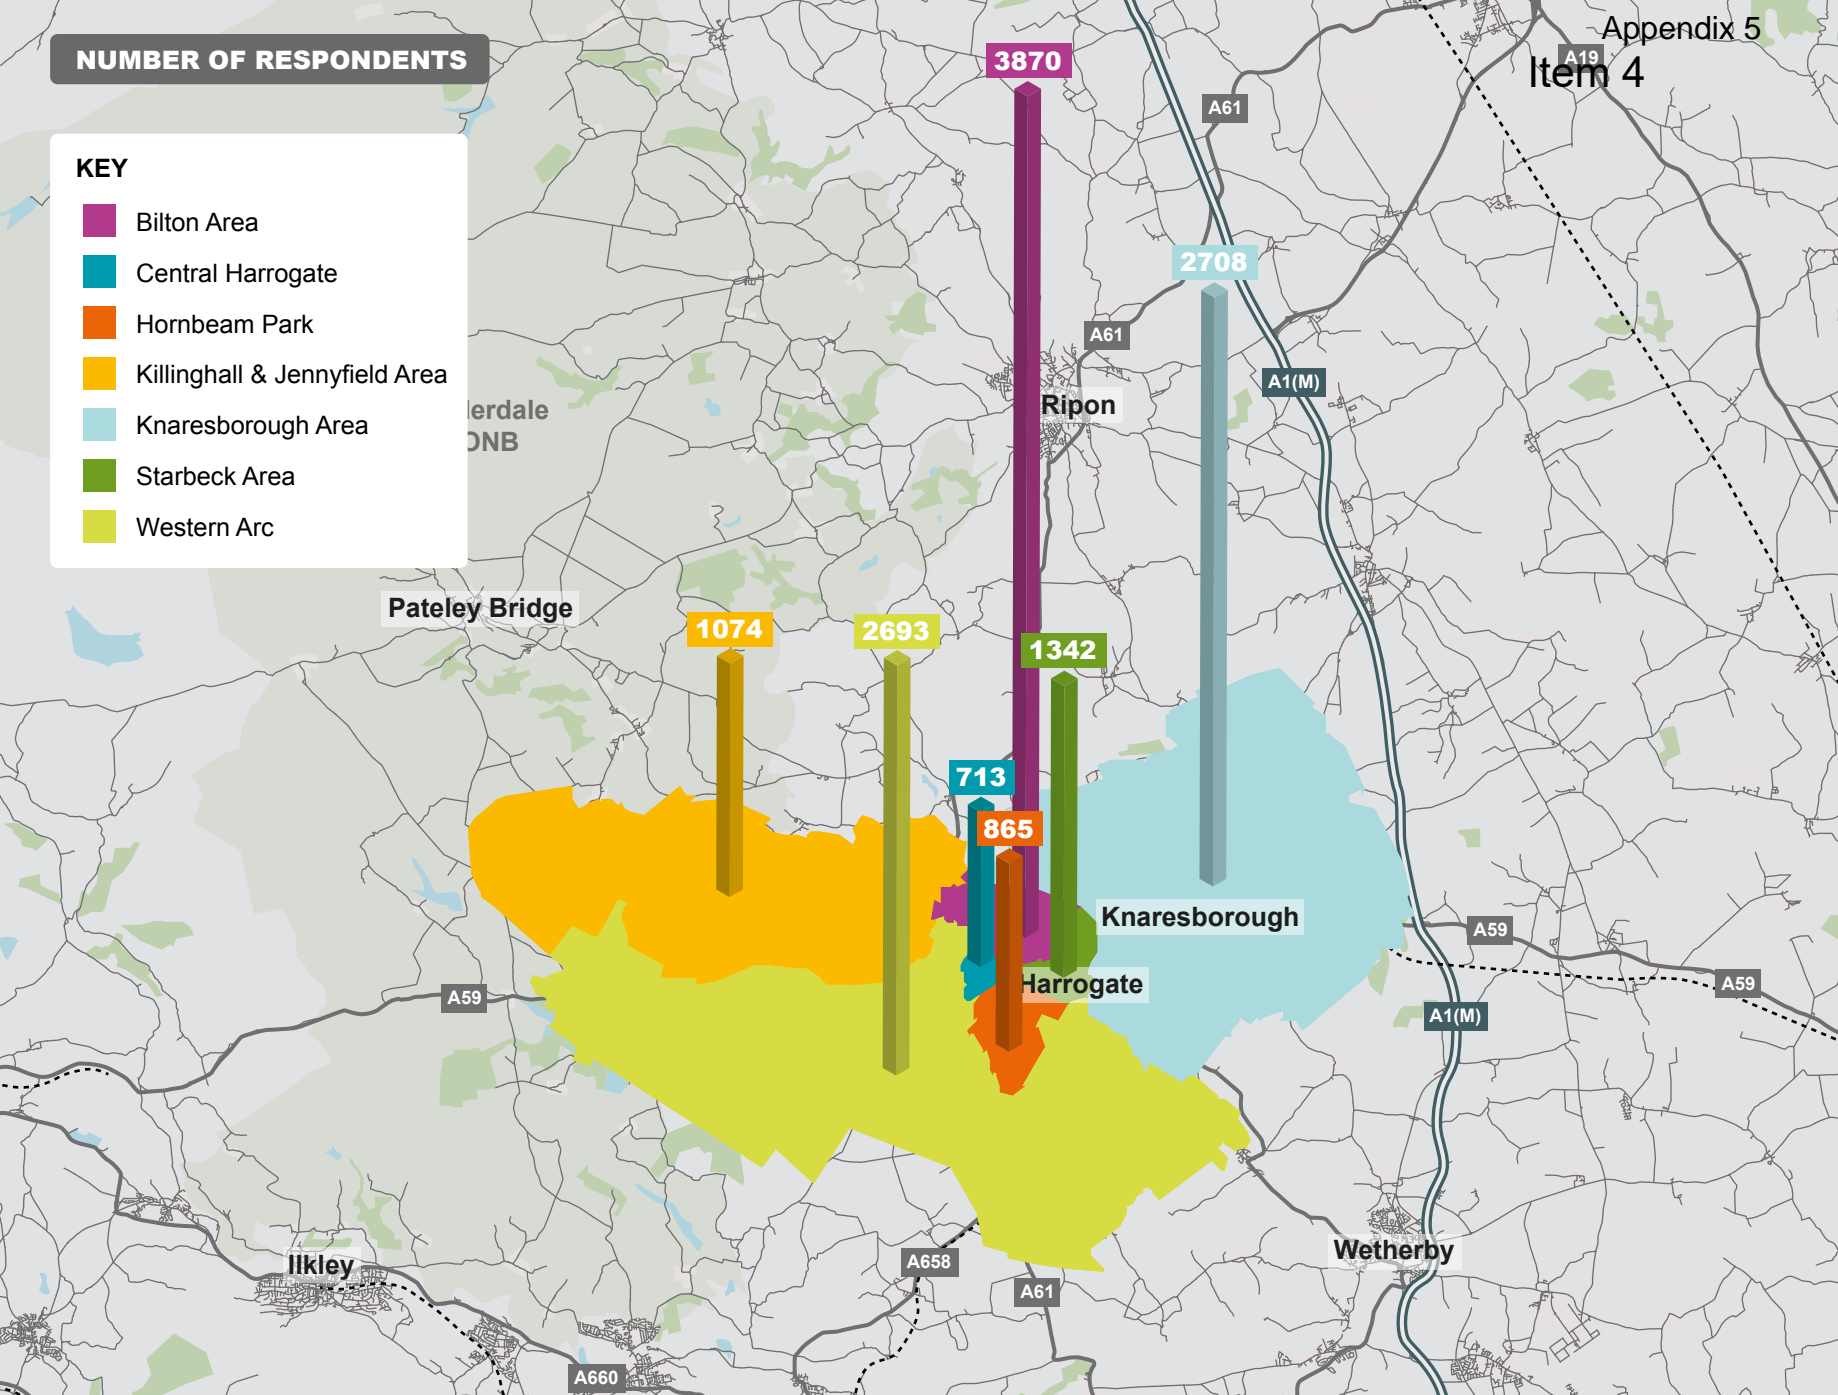 Appendix 5
Item 4
NUMBER OF RESPONDENTS
KEY
Bilton Area
Central Harrogate
Hornbeam Park
Killinghall & Jennyfield Area
Knaresborough Area
Starbeck Area
Western Arc
3870
A19
A61
2708
A61
A1(M)
Ripon
lerdale
ONB
Pateley Bridge
1074
2693
1342
713
865
Knaresborough
A59
Harrogate
A59
A59
A1(M)
Ilkley
Wetherby
A658
A61
A660